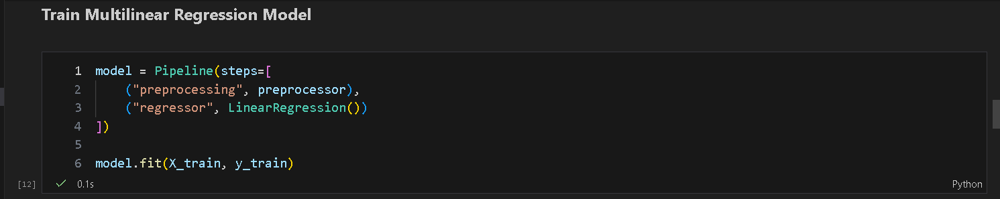 Train Multilinear Regression Model
1 model = Pipeline(steps=[
2     ("preprocessing", preprocessor),
3     ("regressor", LinearRegression())
4 ])
5
6 model.fit(X_train, y_train)
[12] ✓ 0.1s Python